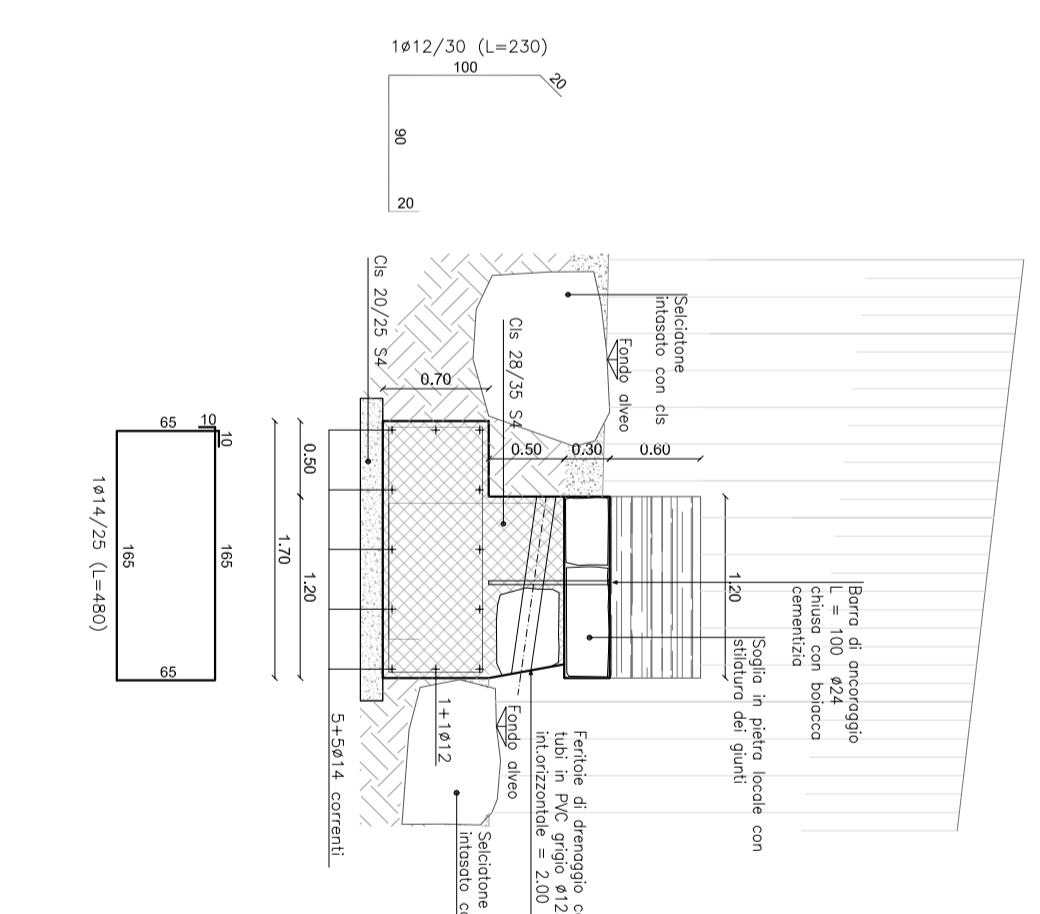 1ø12/30 (L=230)
100
20
90
20
Cls 20/25 S4
Selciatone
intasato con cls
Fondo alveo
Cls 28/35 S4
0.70
0.50
0.30
0.60
0.50
1.20
1.70
1.20
Barra di ancoraggio
L = 100 ø24
chiusa con boiacca
cementizia
Soglia in pietra locale con
stilatura dei giunti
65
10
10
165
165
65
1ø14/25 (L=480)
1+1ø12
5+5ø14 correnti
Fondo alveo
Feritoie di drenaggio
tubi in PVC grigio ø12
int.orizzontale = 2.00
Selciatone
intasato